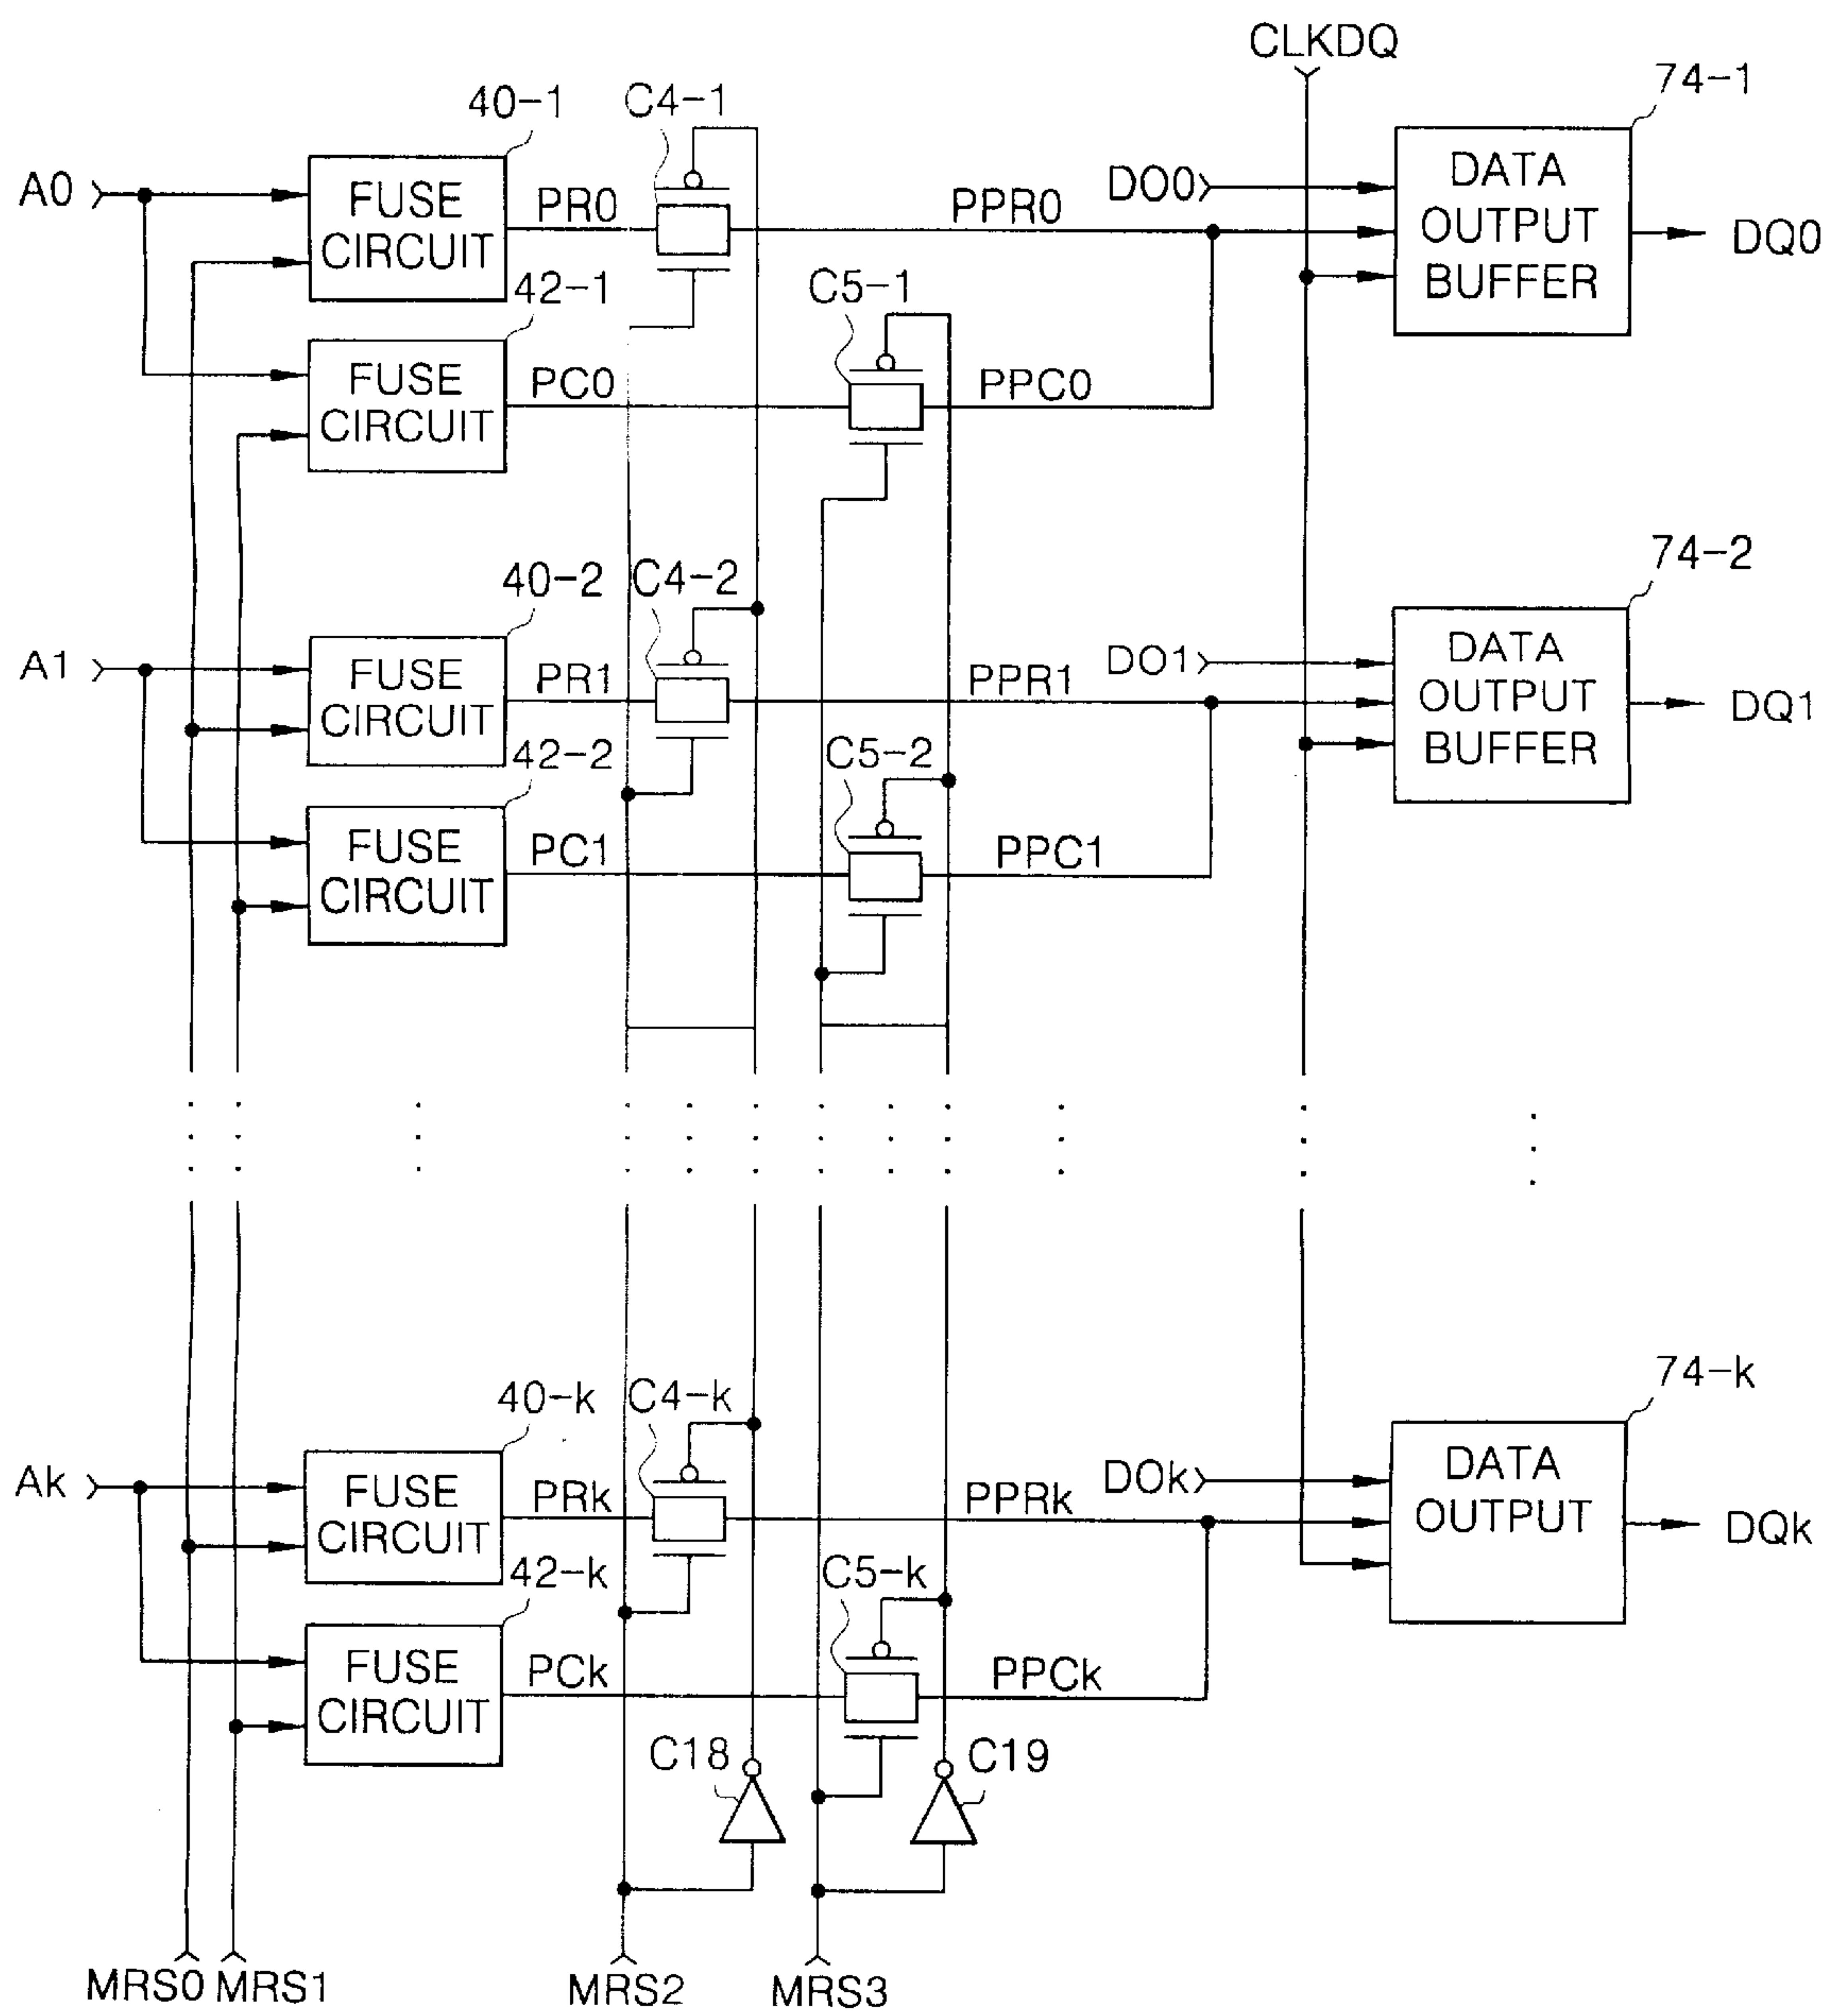 CLKDQ
74-1
40-1
C4-1
A0
FUSE
CIRCUIT
PR0
PPR0
DO0
DATA
OUTPUT
BUFFER
DQ0
42-1
C5-1
FUSE
CIRCUIT
PC0
PPC0
74-2
40-2
C4-2
A1
FUSE
CIRCUIT
PR1
PPR1
DO1
DATA
OUTPUT
BUFFER
DQ1
42-2
C5-2
FUSE
CIRCUIT
PC1
PPC1
74-k
40-k
C4-k
Ak
FUSE
CIRCUIT
PRk
PPRk
DOk
DATA
OUTPUT
DQk
42-k
C5-k
FUSE
CIRCUIT
PCk
PPCk
C18
C19
MRS0
MRS1
MRS2
MRS3